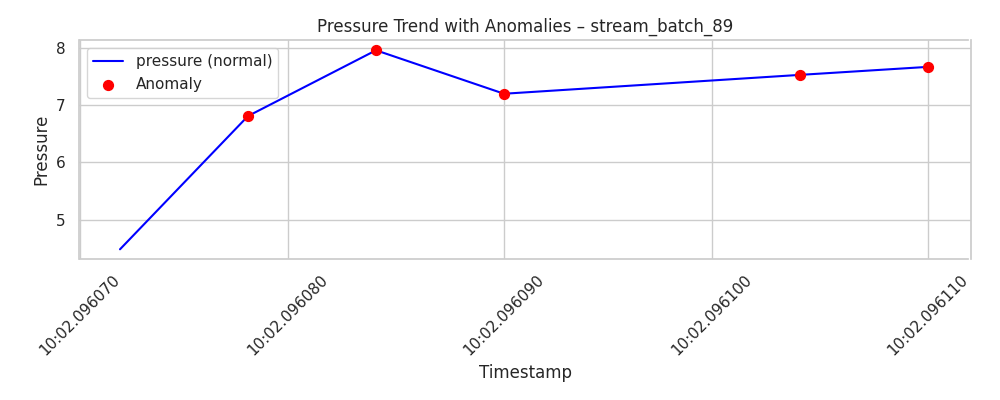 Pressure Trend with Anomalies – stream_batch_89
pressure (normal)
Anomaly
Pressure
8
7
6
5
10:02.096070
10:02.096080
10:02.096090
10:02.096100
10:02.096110
Timestamp